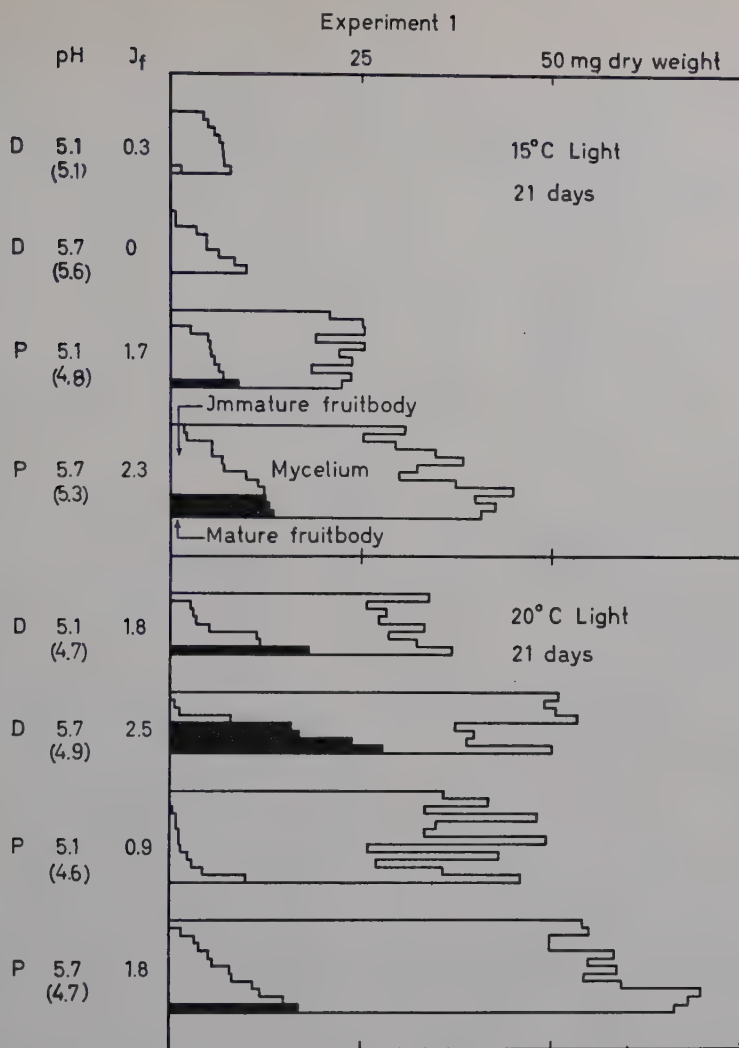 Experiment 1
pH Jf 25 50 mg dry weight
D 5.1 0.3 15°C Light
(5.1)
21 days
D 5.7 0
(5.6)
P 5.1 1.7
(4.8)
Jmmature fruitbody
P 5.7 2.3 Mycelium
(5.3)
Mature fruitbody
D 5.1 1.8 20°C Light
(4.7) 21 days
D 5.7 2.5
(4.9)
P 5.1 0.9
(4.6)
P 5.7 1.8
(4.7)